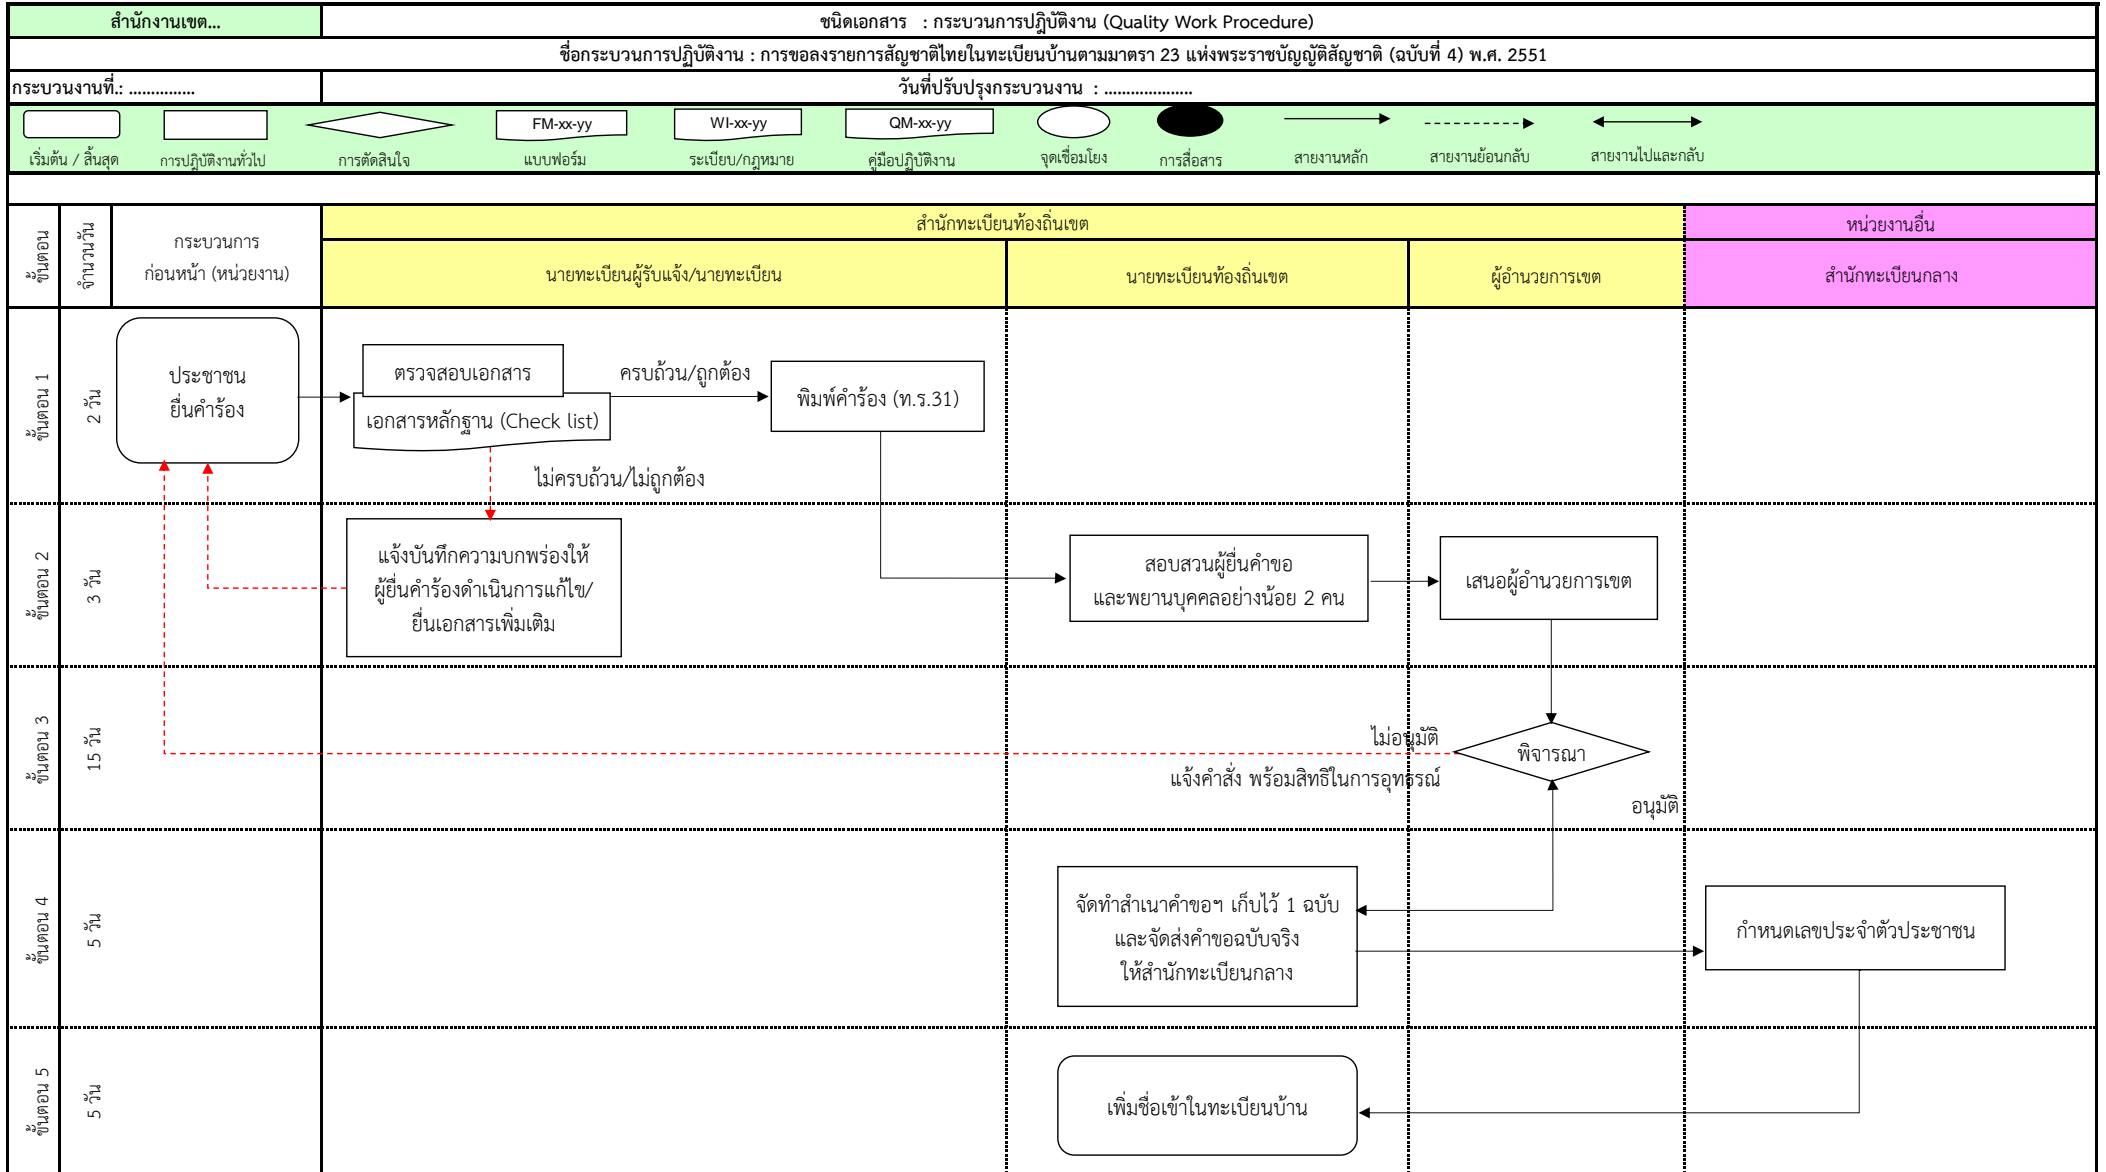 สำนักงานเขต...
ชนิดเอกสาร : กระบวนการปฏิบัติงาน (Quality Work Procedure)
ชื่อกระบวนการปฏิบัติงาน : การขอลงรายการสัญชาติไทยในทะเบียนบ้านตามมาตรา 23 แห่งพระราชบัญญัติสัญชาติ (ฉบับที่ 4) พ.ศ. 2551
กระบวนงานที่.: ...............
วันที่ปรับปรุงกระบวนงาน : ....................
FM-xx-yy
WI-xx-yy
QM-xx-yy
เริ่มต้น / สิ้นสุด
การปฏิบัติงานทั่วไป
การตัดสินใจ
แบบฟอร์ม
ระเบียบ/กฎหมาย
คู่มือปฏิบัติงาน
จุดเชื่อมโยง
การสื่อสาร
สายงานหลัก
สายงานย้อนกลับ
สายงานไปและกลับ
ขั้นตอน
จำนวนวัน
กระบวนการ
ก่อนหน้า (หน่วยงาน)
สำนักทะเบียนท้องถิ่นเขต
หน่วยงานอื่น
นายทะเบียนผู้รับแจ้ง/นายทะเบียน
นายทะเบียนท้องถิ่นเขต
ผู้อำนวยการเขต
สำนักทะเบียนกลาง
ขั้นตอน 1
2 วัน
ประชาชน
ยื่นคำร้อง
ตรวจสอบเอกสาร
เอกสารหลักฐาน (Check list)
ครบถ้วน/ถูกต้อง
พิมพ์คำร้อง (ท.ร.31)
ไม่ครบถ้วน/ไม่ถูกต้อง
ขั้นตอน 2
3 วัน
แจ้งบันทึกความบกพร่องให้
ผู้ยื่นคำร้องดำเนินการแก้ไข/
ยื่นเอกสารเพิ่มเติม
สอบสวนผู้ยื่นคำขอ
และพยานบุคคลอย่างน้อย 2 คน
เสนอผู้อำนวยการเขต
ขั้นตอน 3
15 วัน
ไม่อนุมัติ
แจ้งคำสั่ง พร้อมสิทธิในการอุทธรณ์
พิจารณา
อนุมัติ
ขั้นตอน 4
5 วัน
จัดทำสำเนาคำขอฯ เก็บไว้ 1 ฉบับ
และจัดส่งคำขอฉบับจริง
ให้สำนักทะเบียนกลาง
กำหนดเลขประจำตัวประชาชน
ขั้นตอน 5
5 วัน
เพิ่มชื่อเข้าในทะเบียนบ้าน